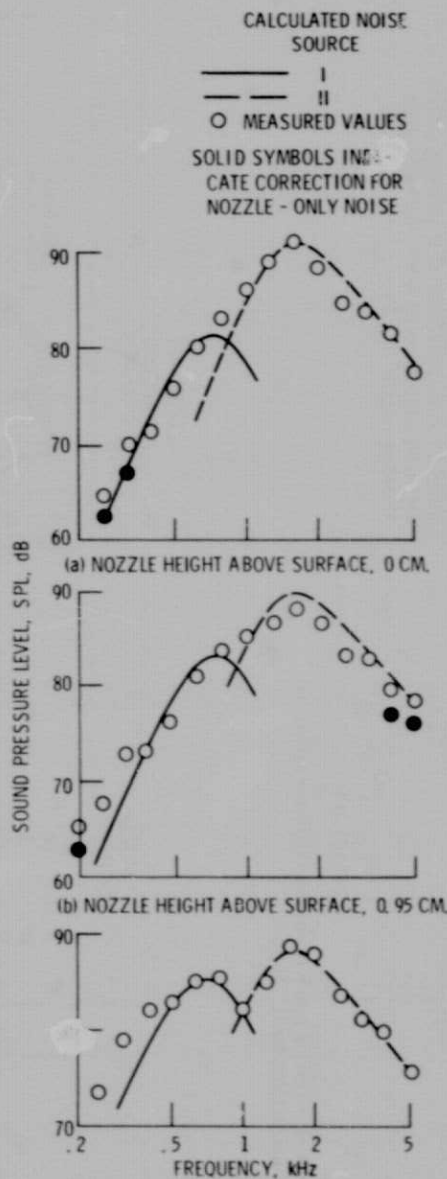 CALCULATED NOISE
SOURCE
I
II
MEASURED VALUES
SOLID SYMBOLS INDI-
CATE CORRECTION FOR
NOZZLE - ONLY NOISE
SOUND PRESSURE LEVEL, SPL, dB
90
80
70
60
(a) NOZZLE HEIGHT ABOVE SURFACE, 0 CM.
90
80
70
60
(b) NOZZLE HEIGHT ABOVE SURFACE, 0.95 CM.
90
70
.2 .5 1 2 5
FREQUENCY, kHz